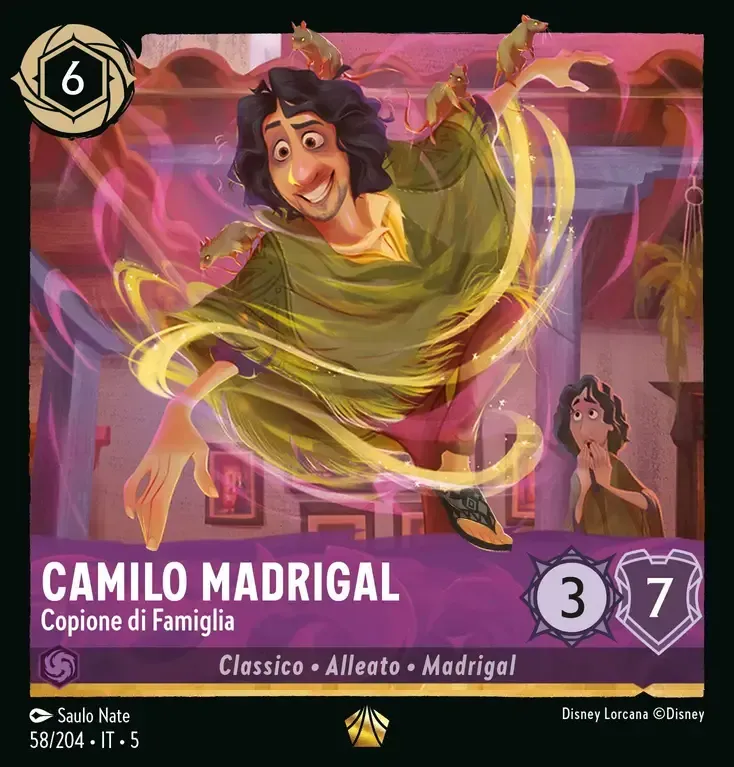 6
CAMILO MADRIGAL
Copione di Famiglia
3
7
Classico • Alleato • Madrigal
Saulo Nate
Disney Lorcana ©Disney
58/204 • IT • 5